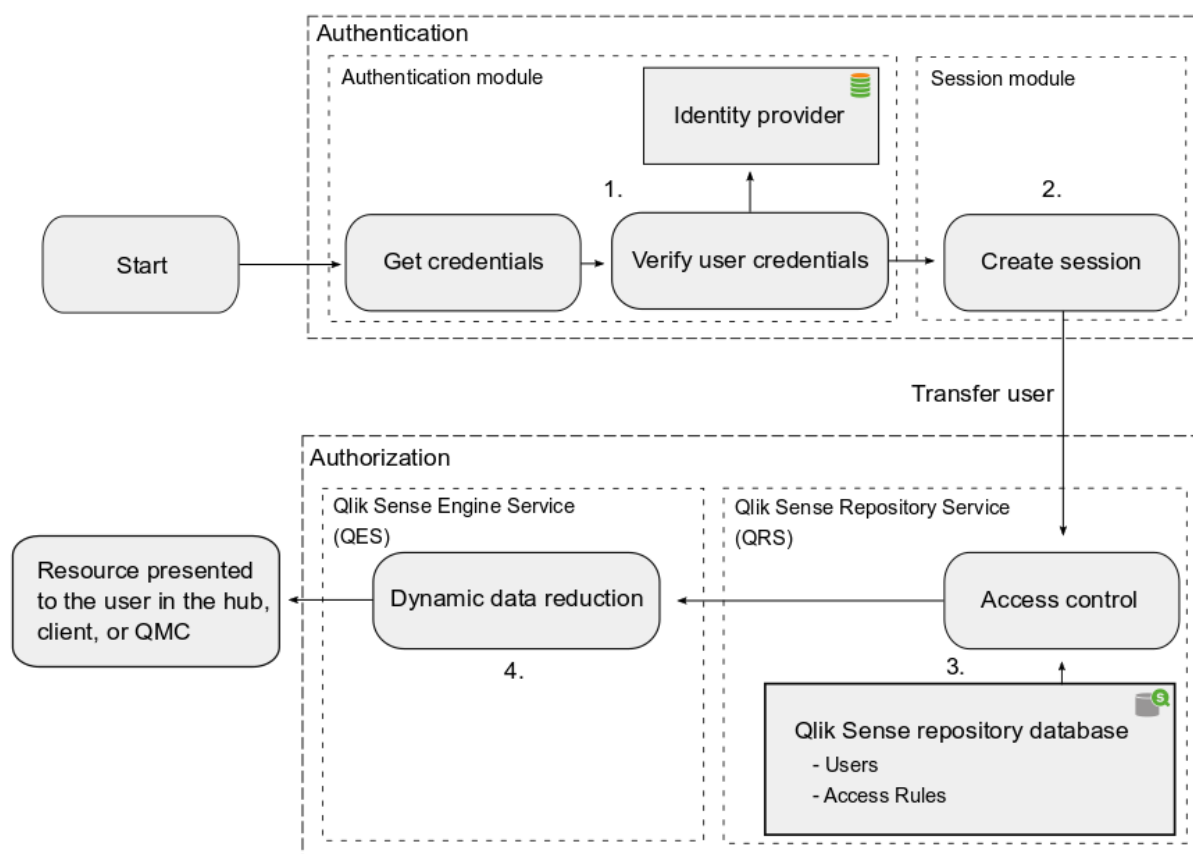 Authentication
Authentication module
Session module
Identity provider
1.
2.
Start
Get credentials
Verify user credentials
Create session
Transfer user
Authorization
Qlik Sense Engine Service
(QES)
Qlik Sense Repository Service
(QRS)
Resource presented
to the user in the hub,
client, or QMC
Dynamic data reduction
Access control
4.
3.
S
Qlik Sense repository database
- Users
- Access Rules